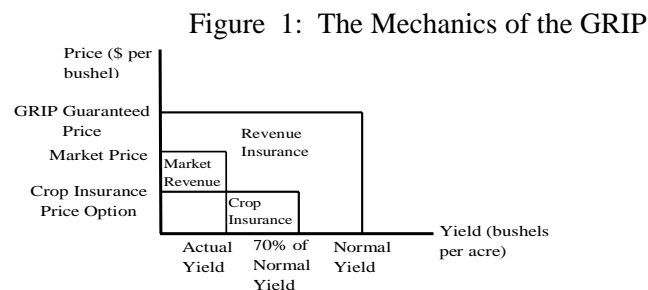 Figure 1: The Mechanics of the GRIP
Price ($ per
bushel)
GRIP Guaranteed
Price
Revenue
Insurance
Market Price
Market
Revenue
Crop Insurance
Price Option
Crop
Insurance
Yield (bushels
per acre)
Actual
Yield
70% of
Normal
Yield
Normal
Yield